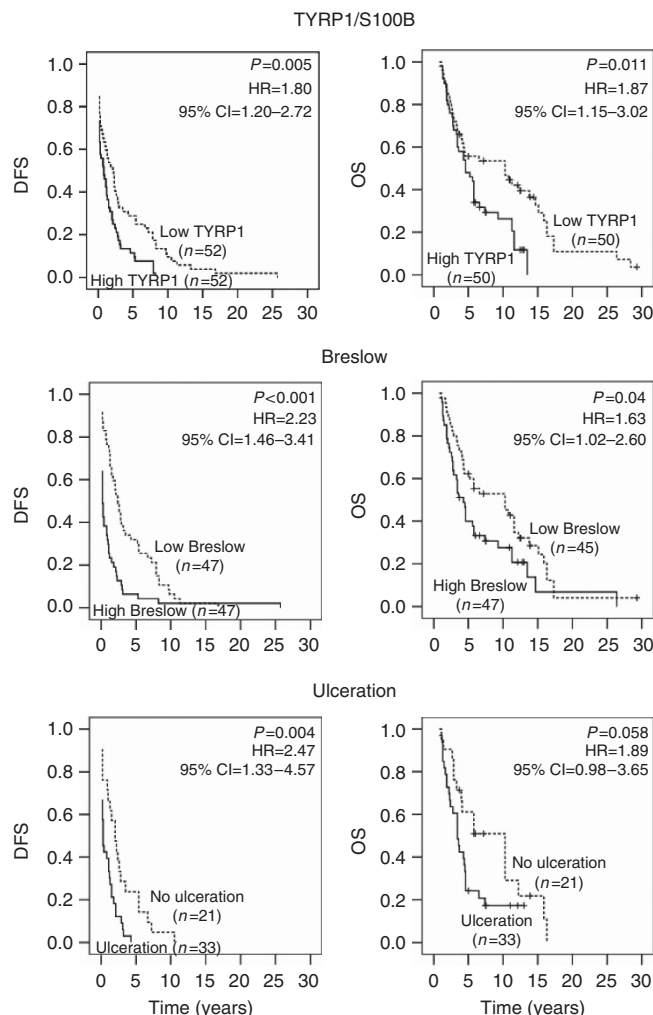 TYRP1/S100B
1.0
0.8
0.6
0.4
0.2
0.0
DFS
P=0.005
HR=1.80
95% CI=1.20–2.72
Low TYRP1
(n=52)
High TYRP1 (n=52)
0 5 10 15 20 25 30
1.0
0.8
0.6
0.4
0.2
0.0
OS
P=0.011
HR=1.87
95% CI=1.15–3.02
Low TYRP1
(n=50)
High TYRP1
(n=50)
0 5 10 15 20 25 30
Breslow
1.0
0.8
0.6
0.4
0.2
0.0
DFS
P<0.001
HR=2.23
95% CI=1.46–3.41
Low Breslow
(n=47)
High Breslow (n=47)
0 5 10 15 20 25 30
1.0
0.8
0.6
0.4
0.2
0.0
OS
P=0.04
HR=1.63
95% CI=1.02–2.60
Low Breslow
(n=45)
High Breslow
(n=47)
0 5 10 15 20 25 30
Ulceration
1.0
0.8
0.6
0.4
0.2
0.0
DFS
P=0.004
HR=2.47
95% CI=1.33–4.57
No ulceration
(n=21)
Ulceration (n=33)
0 5 10 15 20 25 30
Time (years)
1.0
0.8
0.6
0.4
0.2
0.0
OS
P=0.058
HR=1.89
95% CI=0.98–3.65
No ulceration
(n=21)
Ulceration
(n=33)
0 5 10 15 20 25 30
Time (years)